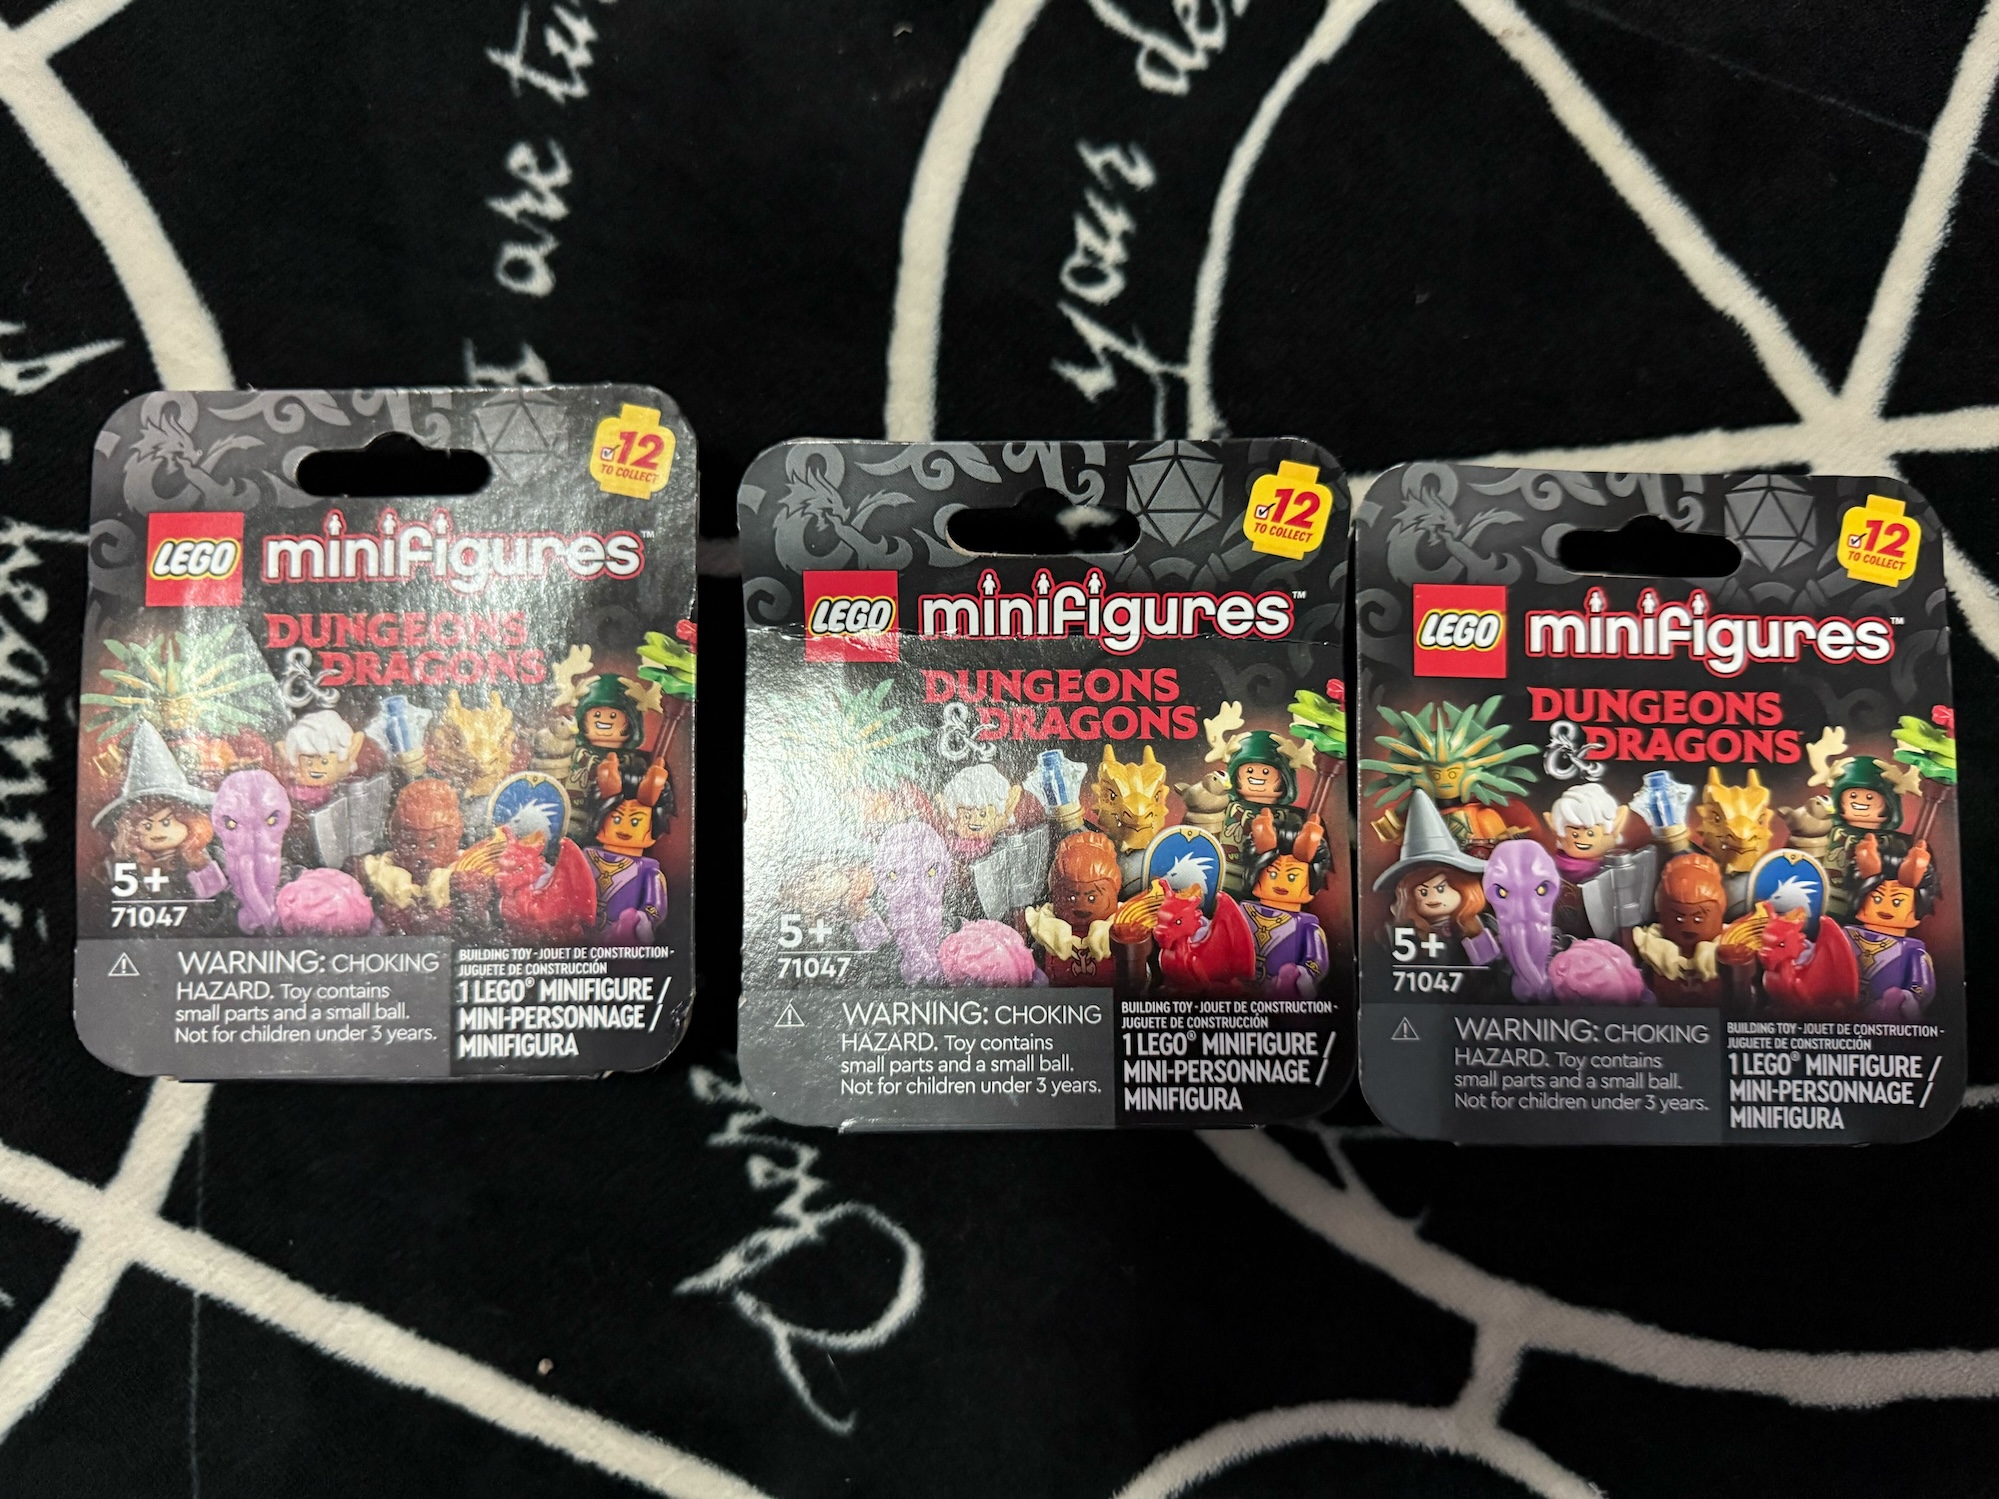 are
your
12
TO COLLECT
LEGO minifigures™
DUNGEONS
& DRAGONS
5+
71047
WARNING: CHOKING
HAZARD. Toy contains
small parts and a small ball.
Not for children under 3 years.
BUILDING TOY - JOUET DE CONSTRUCTION -
JUGUETE DE CONSTRUCCIÓN
1 LEGO® MINIFIGURE /
MINI-PERSONNAGE /
MINIFIGURA
12
TO COLLECT
LEGO minifigures™
DUNGEONS
& DRAGONS
5+
71047
WARNING: CHOKING
HAZARD. Toy contains
small parts and a small ball.
Not for children under 3 years.
BUILDING TOY - JOUET DE CONSTRUCTION -
JUGUETE DE CONSTRUCCIÓN
1 LEGO® MINIFIGURE /
MINI-PERSONNAGE /
MINIFIGURA
12
TO COLLECT
LEGO minifigures™
DUNGEONS
& DRAGONS
5+
71047
WARNING: CHOKING
HAZARD. Toy contains
small parts and a small ball.
Not for children under 3 years.
BUILDING TOY - JOUET DE CONSTRUCTION -
JUGUETE DE CONSTRUCCIÓN
1 LEGO® MINIFIGURE /
MINI-PERSONNAGE /
MINIFIGURA